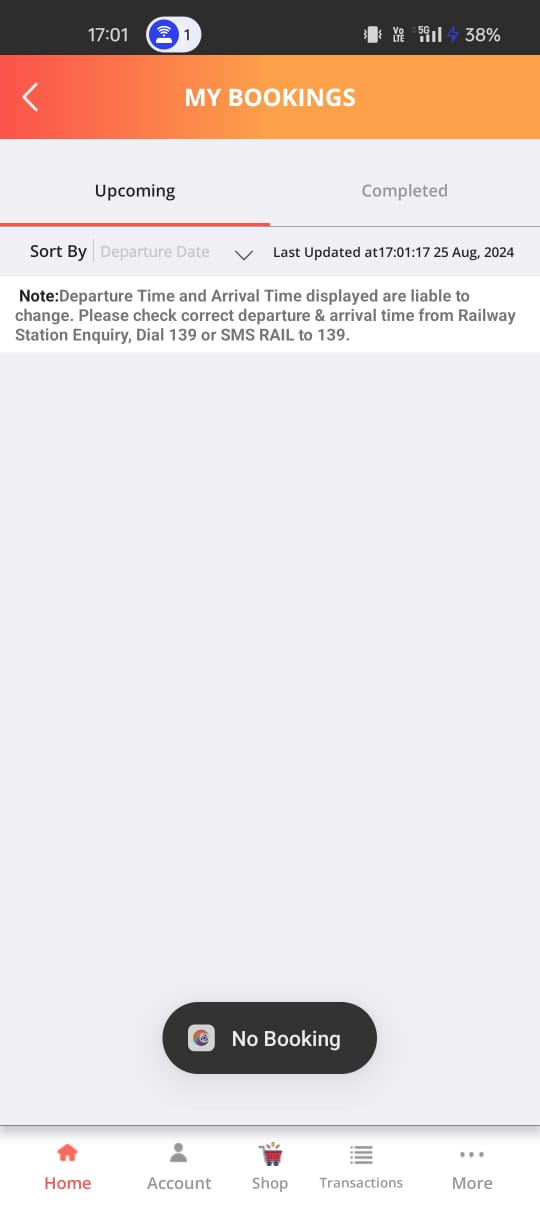 17:01 1 Vo LTE 5G 38%
MY BOOKINGS
Upcoming Completed
Sort By Departure Date Last Updated at17:01:17 25 Aug, 2024
Note:Departure Time and Arrival Time displayed are liable to
change. Please check correct departure & arrival time from Railway
Station Enquiry, Dial 139 or SMS RAIL to 139.
No Booking
Home Account Shop Transactions More